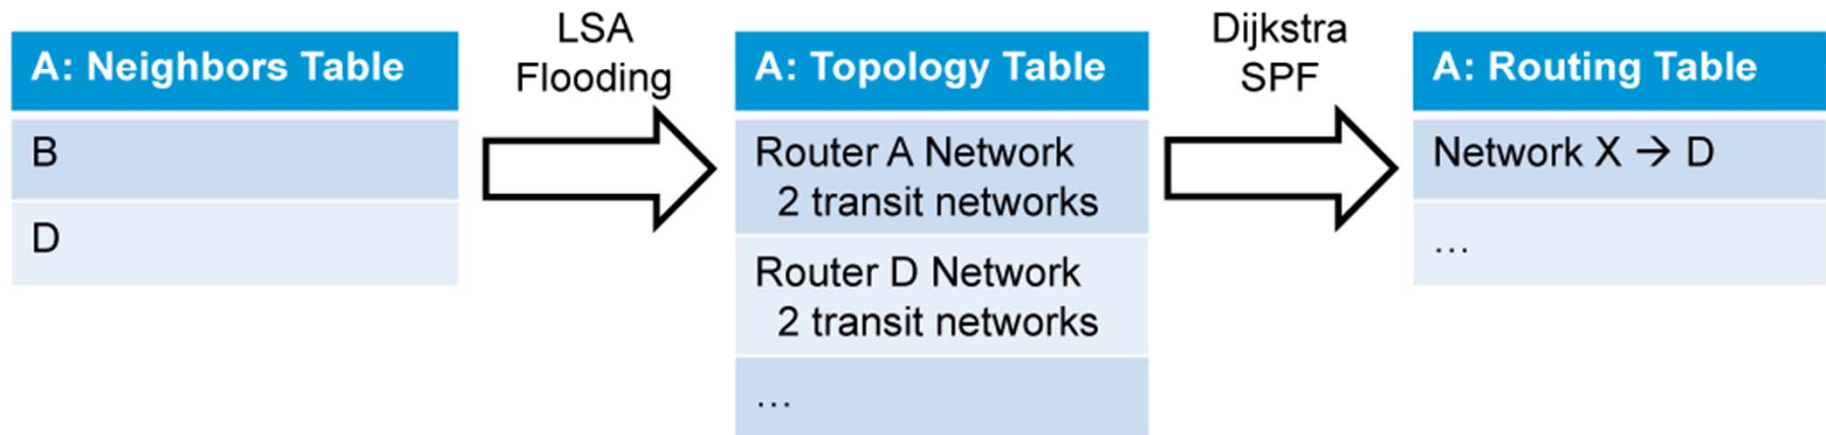 A: Neighbors Table
B
D
LSA
Flooding
A: Topology Table
Router A Network
2 transit networks
Router D Network
2 transit networks
...
Dijkstra
SPF
A: Routing Table
Network X → D
...